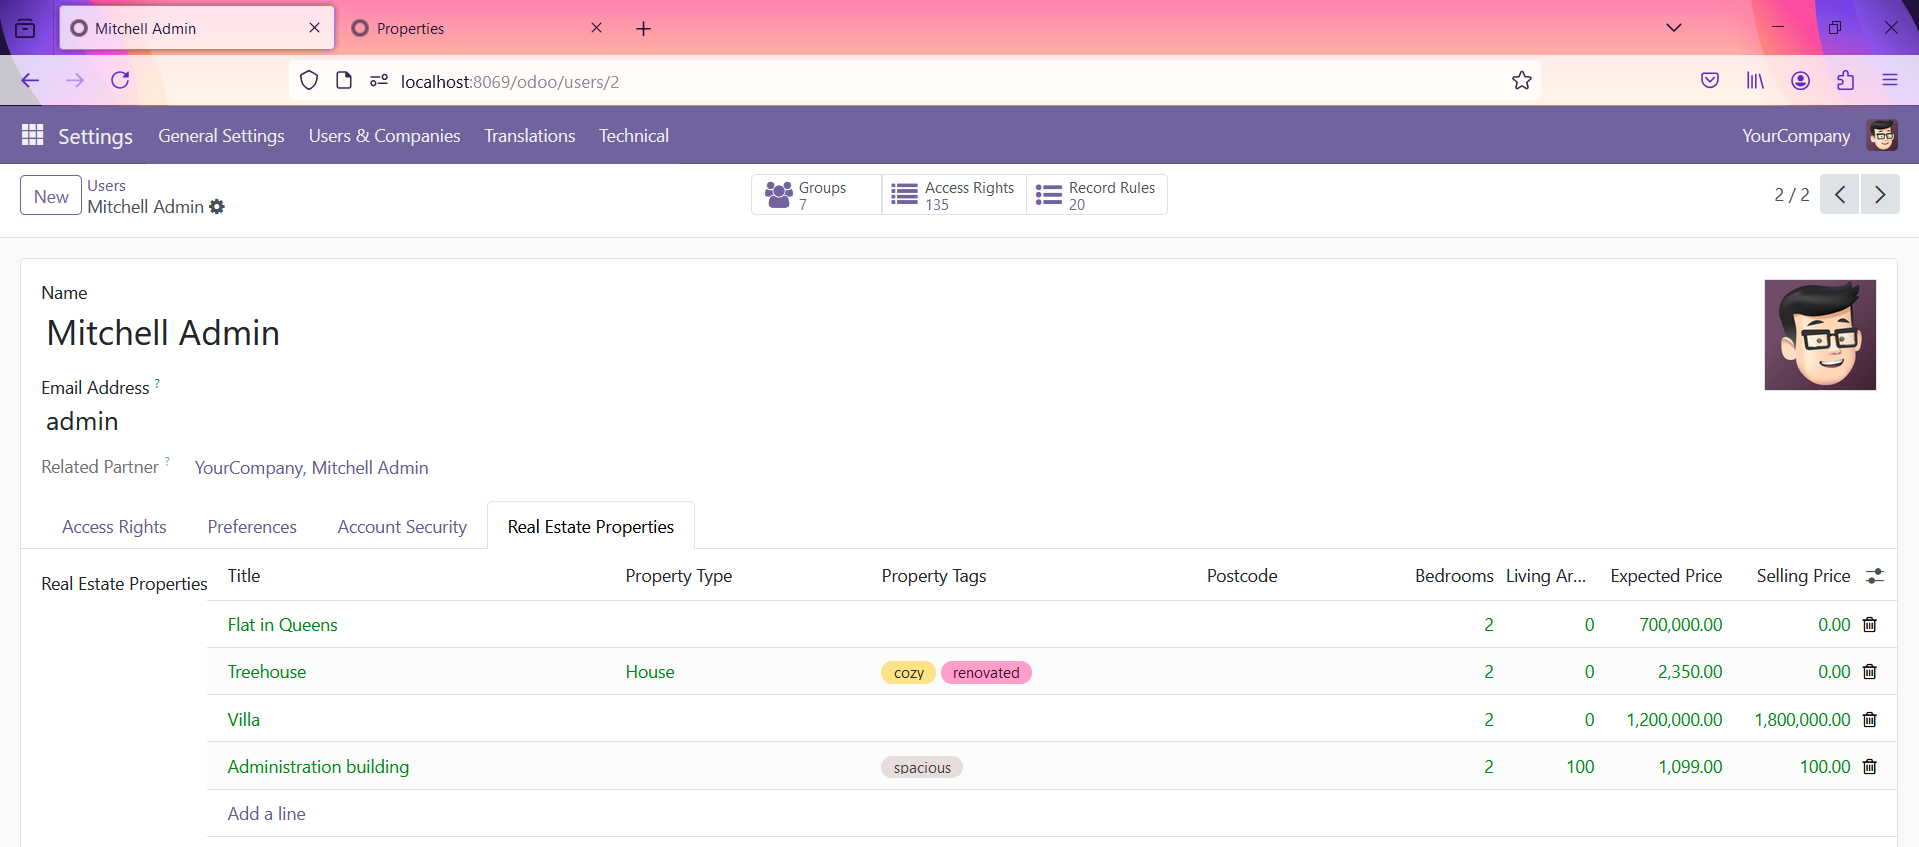 Mitchell Admin
Properties
localhost:8069/odoo/users/2
Settings General Settings Users & Companies Translations Technical YourCompany
New
Users
Mitchell Admin
Groups
7
Access Rights
135
Record Rules
20
2 / 2
Name
Mitchell Admin
Email Address ?
admin
Related Partner ? YourCompany, Mitchell Admin
Access Rights Preferences Account Security Real Estate Properties
Real Estate Properties
Title Property Type Property Tags Postcode Bedrooms Living Ar... Expected Price Selling Price
Flat in Queens 2 0 700,000.00 0.00
Treehouse House cozy renovated 2 0 2,350.00 0.00
Villa 2 0 1,200,000.00 1,800,000.00
Administration building spacious 2 100 1,099.00 100.00
Add a line